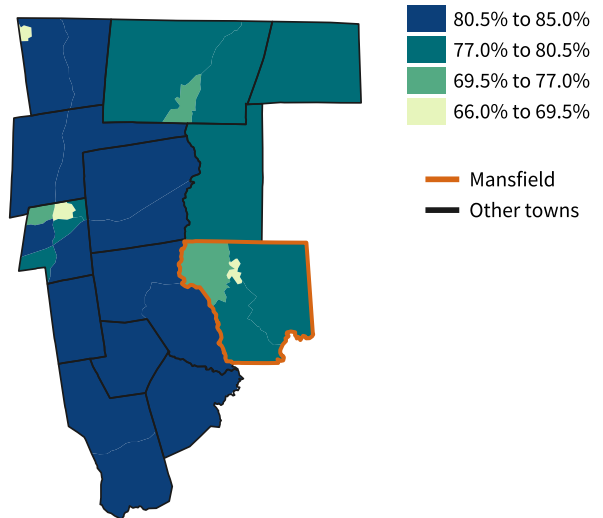 80.5% to 85.0%
77.0% to 80.5%
69.5% to 77.0%
66.0% to 69.5%
Mansfield
Other towns